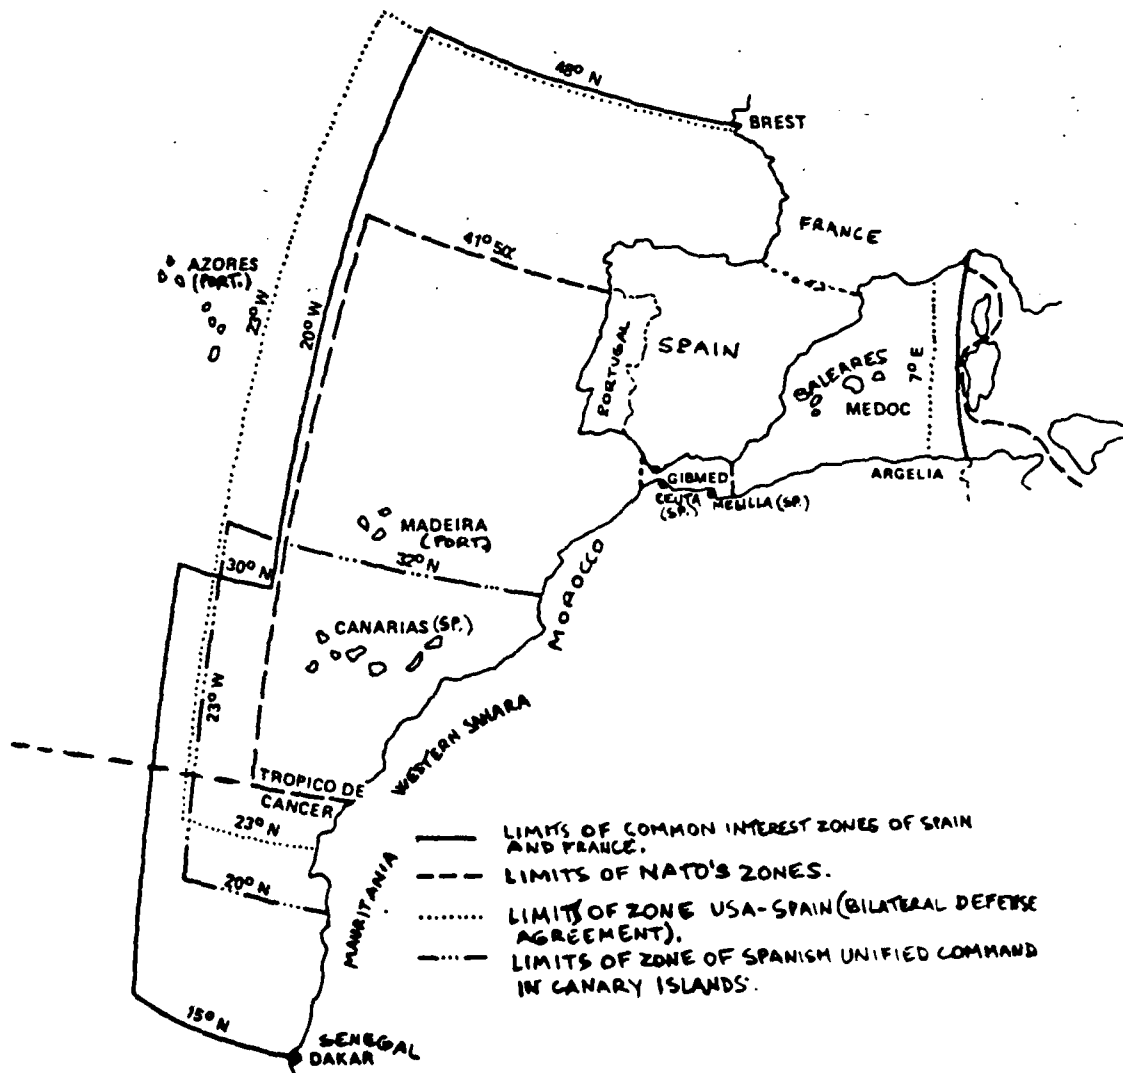 48° N
BREST
FRANCE
41° 50'
AZORES
(PORT.)
23° W
20° W
PORTUGAL
SPAIN
BALEARES
MEDOC
7° E
GIBMED
CEUTA
(SP.)
MELILLA (SP.)
ARGELIA
MADEIRA
(PORT.)
32° N
30° N
MOROCCO
CANARIAS (SP.)
23° W
WESTERN SAHARA
TROPICO DE
CANCER
23° N
20° N
MAURITANIA
15° N
SENEGAL
DAKAR
LIMITS OF COMMON INTEREST ZONES OF SPAIN
AND FRANCE.
LIMITS OF NATO'S ZONES.
LIMITS OF ZONE USA-SPAIN (BILATERAL DEFENSE
AGREEMENT).
LIMITS OF ZONE OF SPANISH UNIFIED COMMAND
IN CANARY ISLANDS.